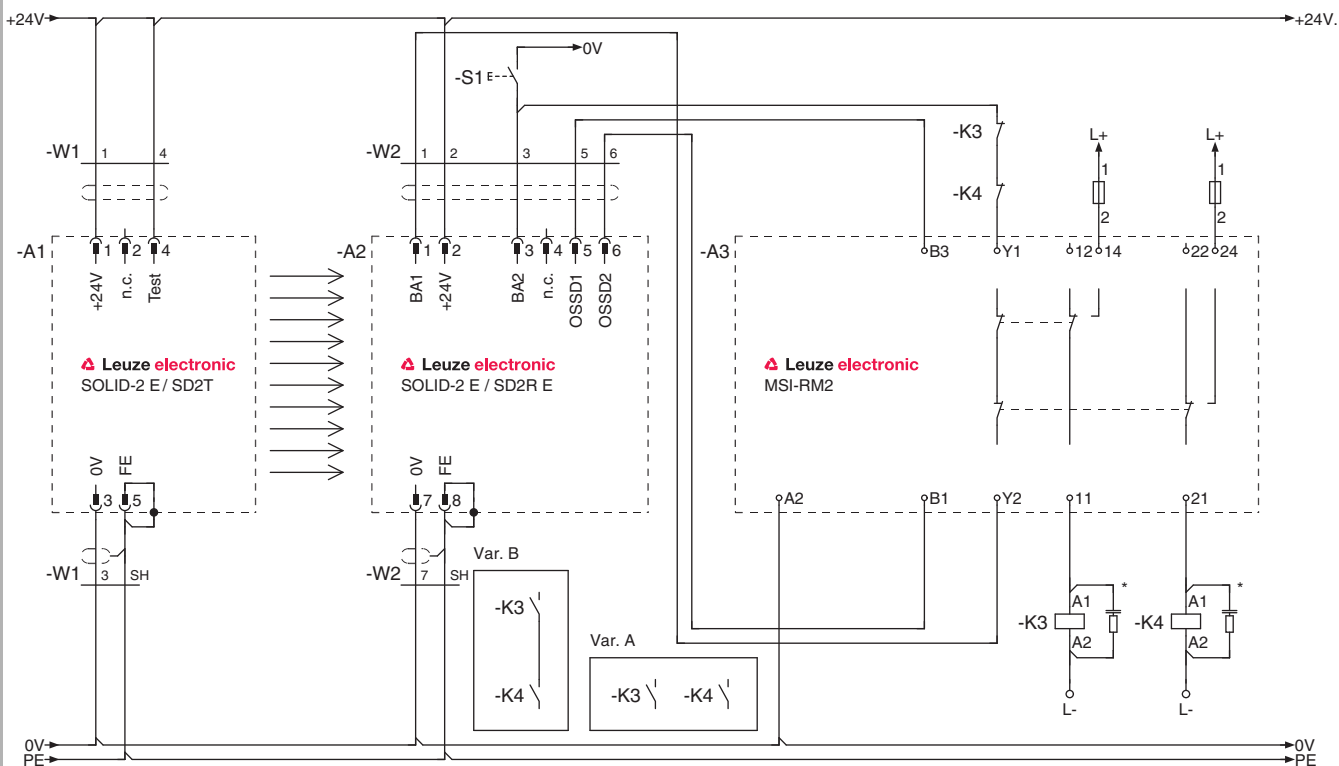 +24V +24V.
0V
-S1 E
-K3 L+ L+
-W1 1 4 -W2 1 2 3 5 6
1 1
-K4
2 2
-A1 1 2 4 -A2 1 2 3 4 5 6 -A3 B3 Y1 12 14 22 24
+24V n.c. Test BA1 +24V BA2 n.c. OSSD1 OSSD2
Leuze electronic Leuze electronic Leuze electronic
SOLID-2 E / SD2T SOLID-2 E / SD2R E MSI-RM2
0V FE 0V FE
3 5 7 8 A2 B1 Y2 11 21
Var. B
-W1 3 SH -W2 7 SH
* *
-K3 A1 A1
-K3 -K4
Var. A A2 A2
-K4 -K3 -K4
L- L-
0V 0V
PE PE